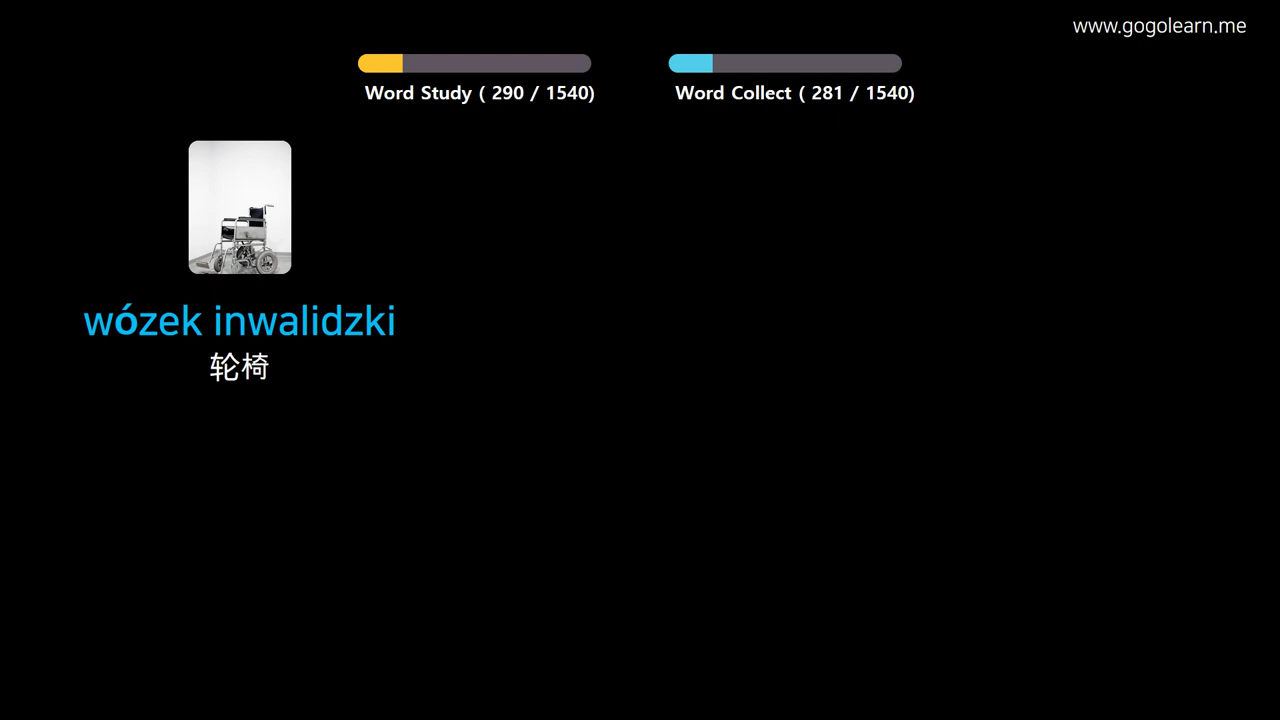 www.gogolearn.me
Word Study ( 290 / 1540)
Word Collect ( 281 / 1540)
wózek inwalidzki
轮椅